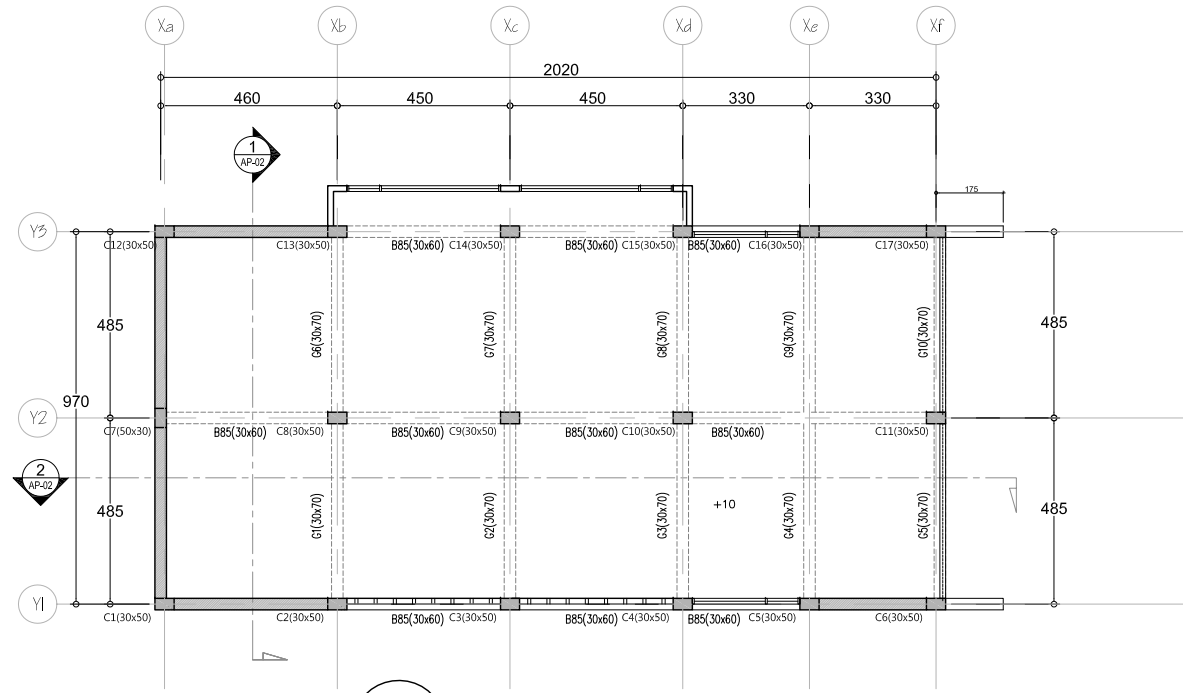 Xa Xb Xc Xd Xe Xf
2020
460 450 450 330 330
1
AP-02
175
Y3
C12(30x50) C13(30x50) B85(30x60) C14(30x50) B85(30x60) C15(30x50) B85(30x60) C16(30x50) C17(30x50)
485 G6(30x70) G7(30x70) G8(30x70) G9(30x70) G10(30x70) 485
970
Y2
C7(50x30) B85(30x60) C8(30x50) B85(30x60) C9(30x50) B85(30x60) C10(30x50) B85(30x60) C11(30x50)
2
AP-02
485 G1(30x70) G2(30x70) G3(30x70) +10 G4(30x70) G5(30x70) 485
Y1
C1(30x50) C2(30x50) B85(30x60) C3(30x50) B85(30x60) C4(30x50) B85(30x60) C5(30x50) C6(30x50)